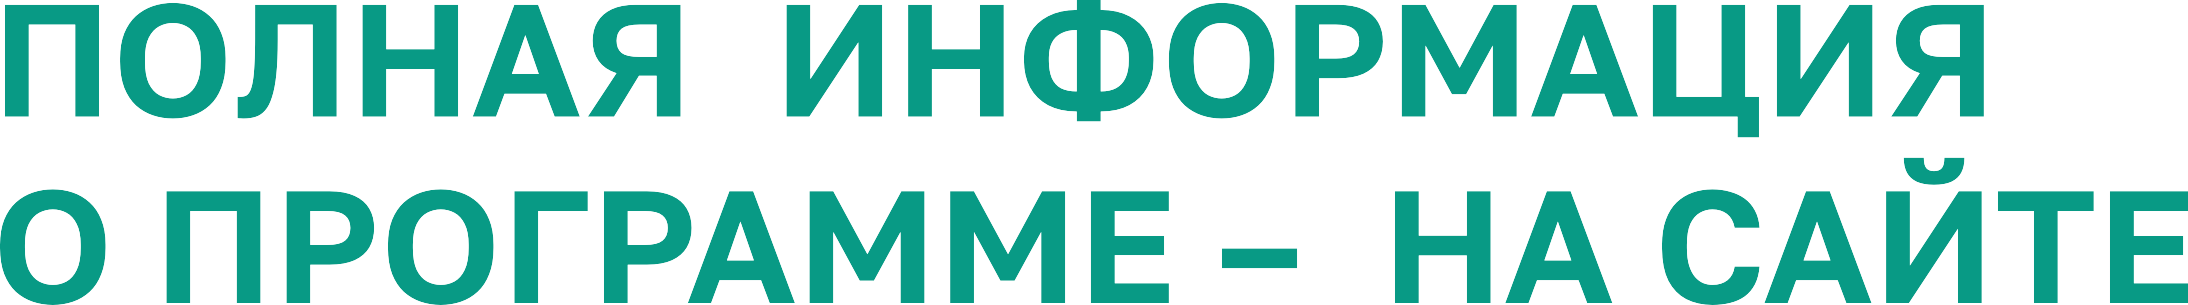 ПОЛНАЯ ИНФОРМАЦИЯ
О ПРОГРАММЕ – НА САЙТЕ